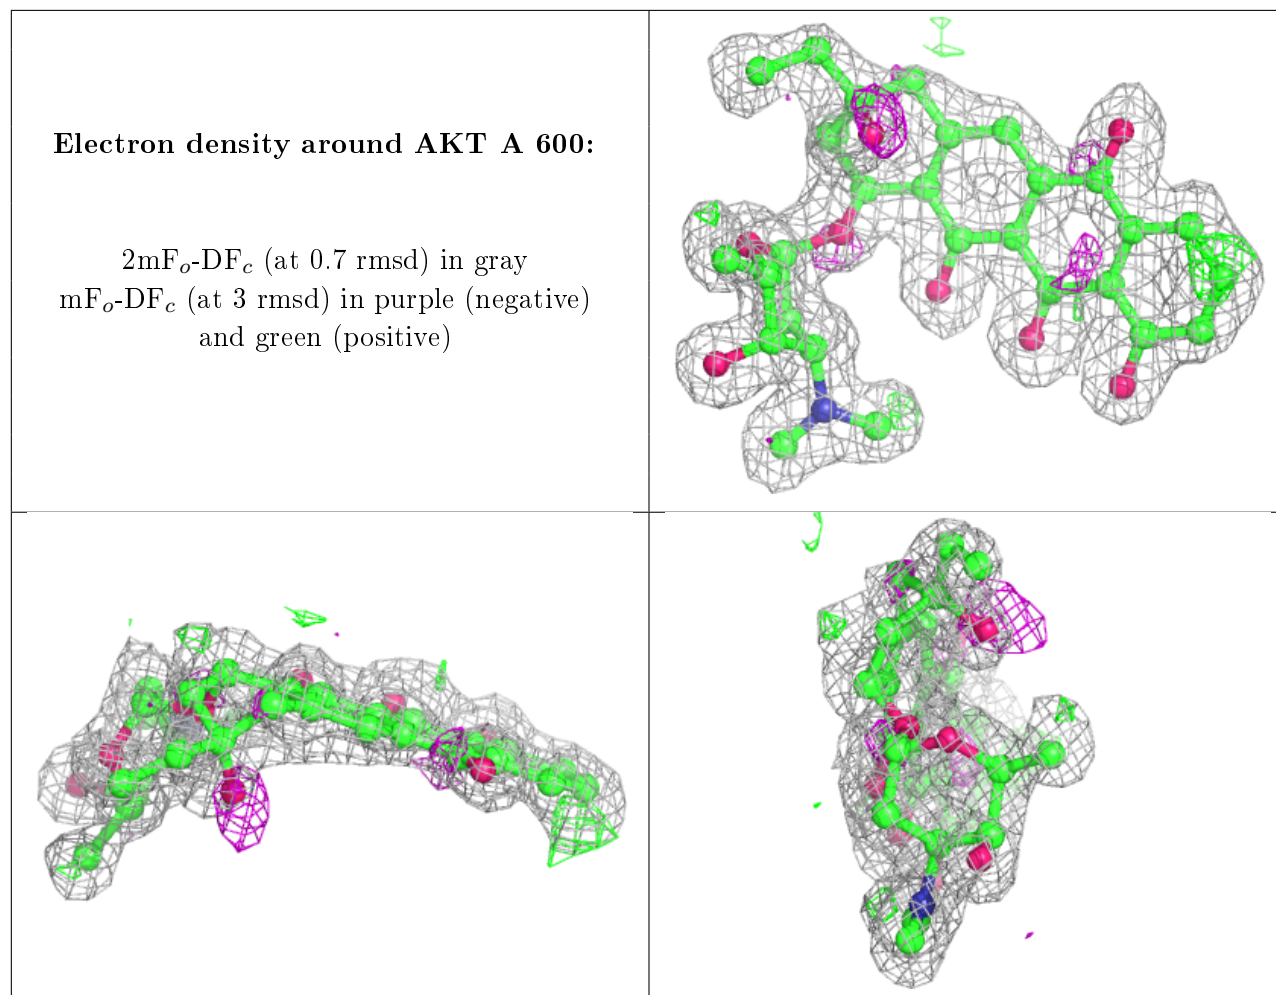 Electron density around AKT A 600:
2mFo-DFc (at 0.7 rmsd) in gray
mFo-DFc (at 3 rmsd) in purple (negative)
and green (positive)